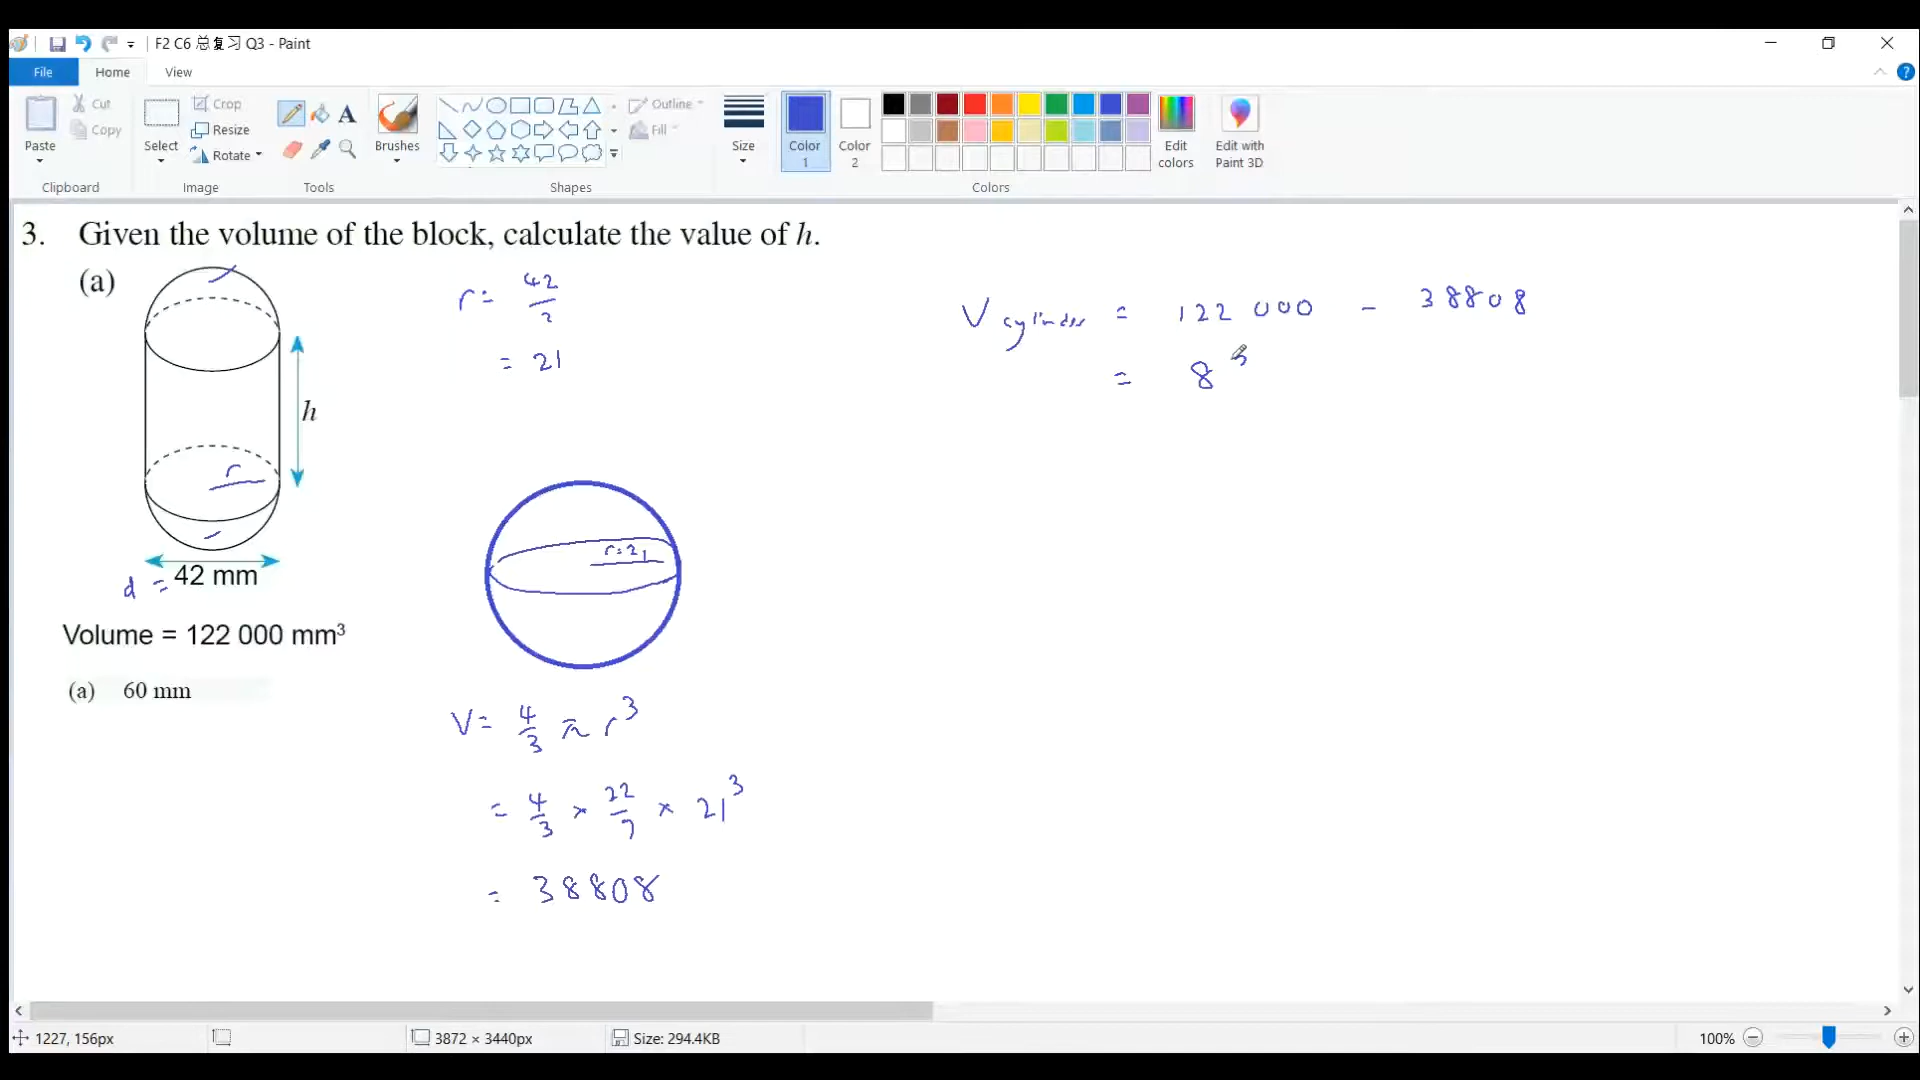 F2 C6 总复习 Q3 - Paint
File Home View
Paste Cut Copy
Clipboard
Select Crop Resize Rotate
Image
Tools
Brushes
Outline Fill
Shapes
Size
Color 1 Color 2
Edit colors
Edit with Paint 3D
Colors
3. Given the volume of the block, calculate the value of h.
(a)
h
r
d = 42 mm
Volume = 122 000 mm³
(a) 60 mm
r = 42/2
= 21
r = 21
V = 4/3 π r³
= 4/3 × 22/7 × 21³
= 38808
V cylinder = 122 000 - 38808
= 8
1227, 156px
3872 × 3440px
Size: 294.4KB
100%